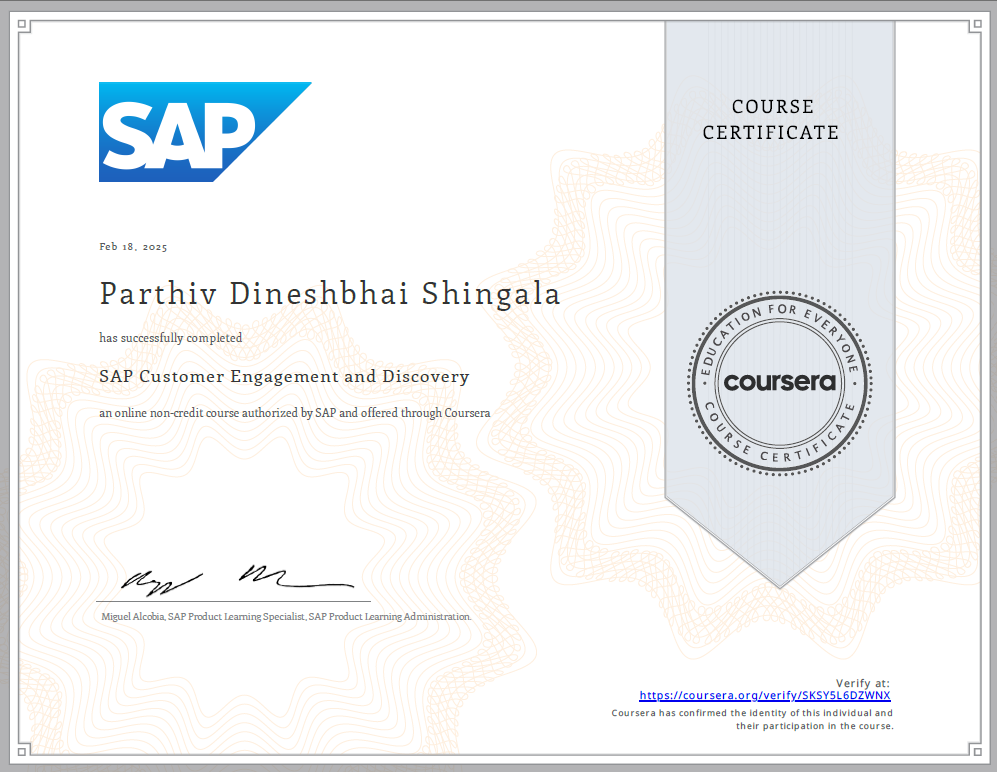 SAP
COURSE
CERTIFICATE
Feb 18, 2025
Parthiv Dineshbhai Shingala
has successfully completed
SAP Customer Engagement and Discovery
an online non-credit course authorized by SAP and offered through Coursera
EDUCATION FOR EVERYONE
coursera
COURSE CERTIFICATE
Miguel Alcobia, SAP Product Learning Specialist, SAP Product Learning Administration.
Verify at:
https://coursera.org/verify/SKSY5L6DZWNX
Coursera has confirmed the identity of this individual and
their participation in the course.